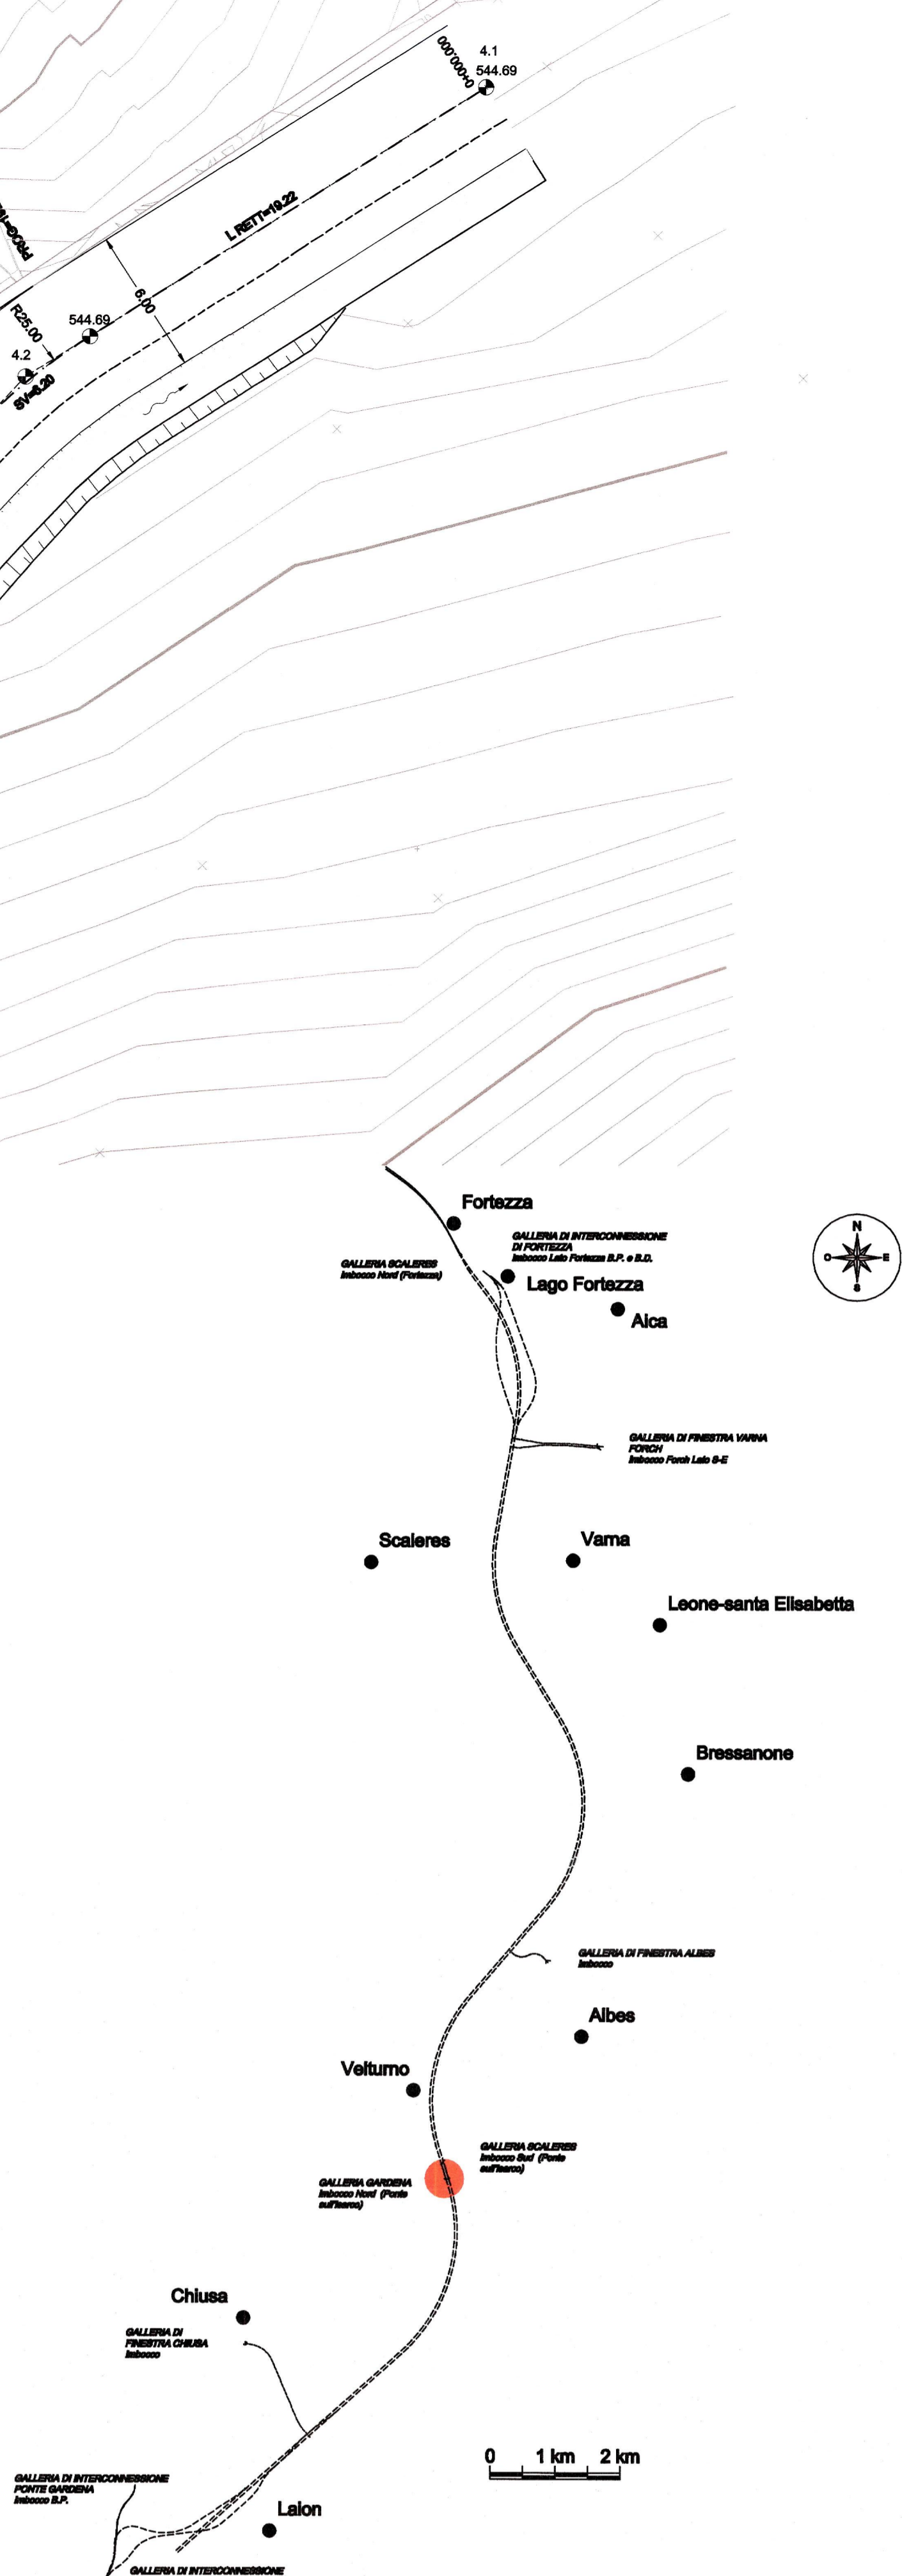 4.1
0+000.000
544.69
L RETT=19.22
R25.00
6.00
544.69
4.2
SV=6.20
Fortezza
GALLERIA DI INTERCONNESSIONE
DI FORTEZZA
Imbocco Lato Fortezza B.P. e B.D.
GALLERIA SCALERES
Imbocco Nord (Fortezza)
N
O
E
S
Lago Fortezza
Aica
GALLERIA DI FINESTRA VARNA
FORCH
Imbocco Forch Lato S-E
Scaleres
Varna
Leone-santa Elisabetta
Bressanone
GALLERIA DI FINESTRA ALBES
Imbocco
Albes
Velturno
GALLERIA SCALERES
Imbocco Sud (Ponte
sull'Isarco)
GALLERIA GARDENA
Imbocco Nord (Ponte
sull'Isarco)
Chiusa
GALLERIA DI
FINESTRA CHIUSA
Imbocco
0 1 km 2 km
GALLERIA DI INTERCONNESSIONE
PONTE GARDENA
Imbocco B.P.
Laion
GALLERIA DI INTERCONNESSIONE